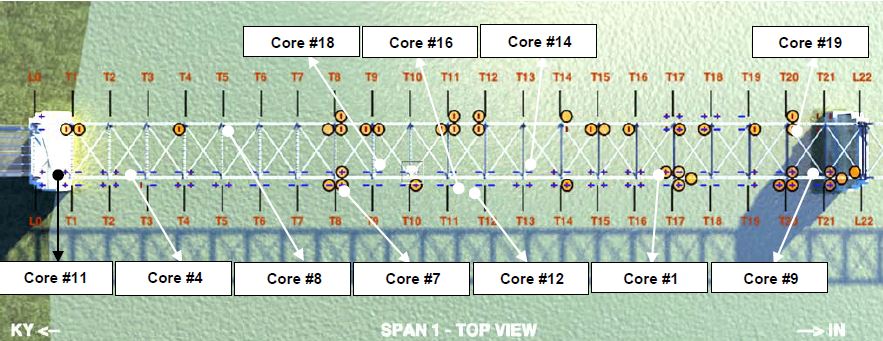 Core #18 Core #16 Core #14 Core #19
L0 T1 T2 T3 T4 T5 T6 T7 T8 T9 T10 T11 T12 T13 T14 T15 T16 T17 T18 T19 T20 T21 L22
L0 T1 T2 T3 T4 T5 T6 T7 T8 T9 T10 T11 T12 T13 T14 T15 T16 T17 T18 T19 T20 T21 L22
Core #11 Core #4 Core #8 Core #7 Core #12 Core #1 Core #9
KY <- SPAN 1 - TOP VIEW -> IN